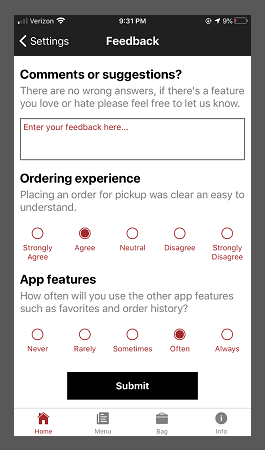 Verizon 9:31 PM 9%
Settings Feedback
Comments or suggestions?
There are no wrong answers, if there's a feature
you love or hate please feel free to let us know.
Enter your feedback here...
Ordering experience
Placing an order for pickup was clear an easy to
understand.
Strongly Agree Neutral Disagree Strongly
Agree Disagree
App features
How often will you use the other app features
such as favorites and order history?
Never Rarely Sometimes Often Always
Submit
Home Menu Bag Info